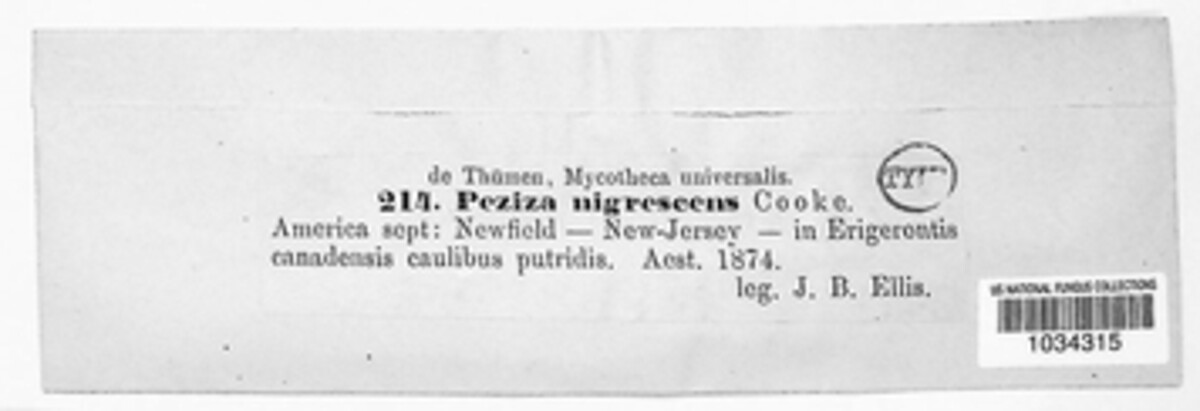 de Thümen, Mycotheca universalis.
214. Peziza nigrescens Cooke.
America sept: Newfield — New-Jersey — in Erigerontis
canadensis caulibus putridis. Aest. 1874.
leg. J. B. Ellis.
US NATIONAL FUNGUS COLLECTIONS
1034315